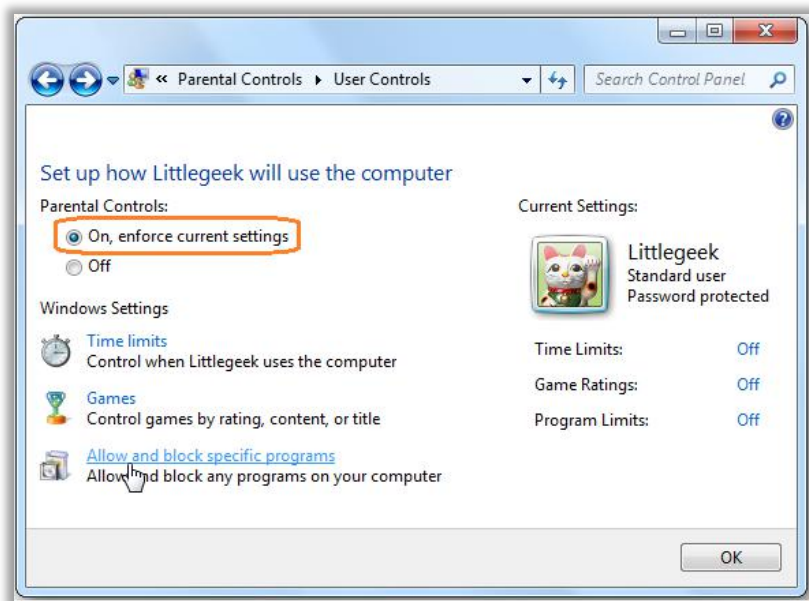 « Parental Controls ▸ User Controls
Search Control Panel
Set up how Littlegeek will use the computer
Parental Controls:
On, enforce current settings
Off
Windows Settings
Time limits
Control when Littlegeek uses the computer
Games
Control games by rating, content, or title
Allow and block specific programs
Allow and block any programs on your computer
Current Settings:
Littlegeek
Standard user
Password protected
Time Limits: Off
Game Ratings: Off
Program Limits: Off
OK